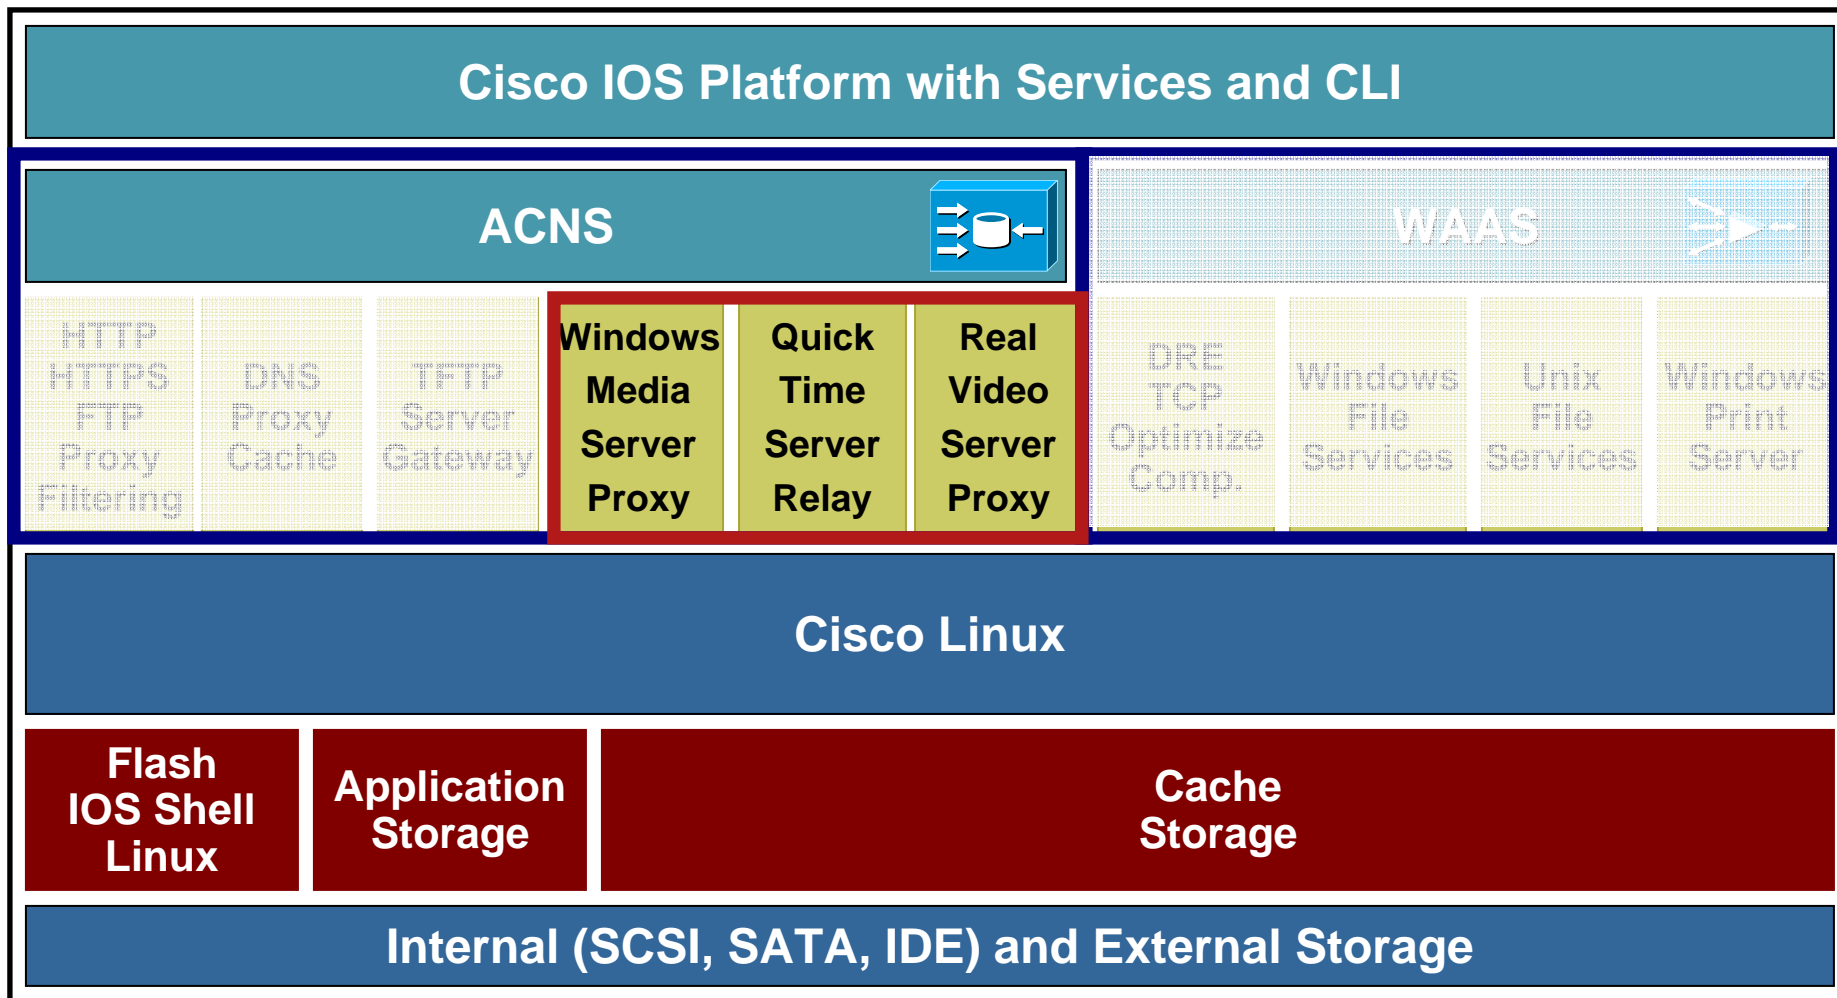 Cisco IOS Platform with Services and CLI
ACNS
WAAS
HTTP
HTTPS
FTP
Proxy
Filtering
DNS
Proxy
Cache
TFTP
Server
Gateway
Windows
Media
Server
Proxy
Quick
Time
Server
Relay
Real
Video
Server
Proxy
DRE
TCP
Optimize
Comp.
Windows
File
Services
Unix
File
Services
Windows
Print
Server
Cisco Linux
Flash
IOS Shell
Linux
Application
Storage
Cache
Storage
Internal (SCSI, SATA, IDE) and External Storage